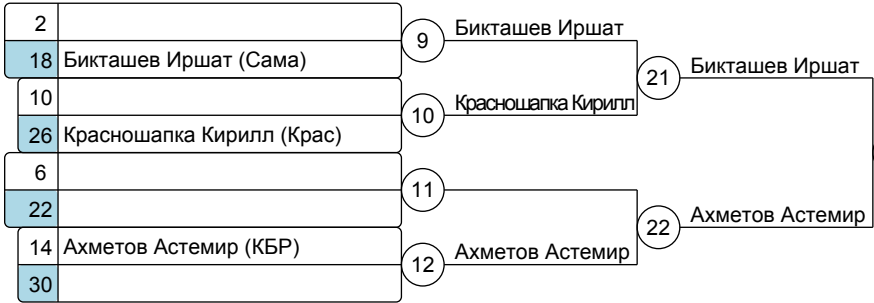 2
9
Бикташев Иршат
18 Бикташев Иршат (Сама)
21
Бикташев Иршат
10
10
Красношапка Кирилл
26 Красношапка Кирилл (Крас)
6
11
22
22
Ахметов Астемир
14 Ахметов Астемир (КБР)
12
Ахметов Астемир
30